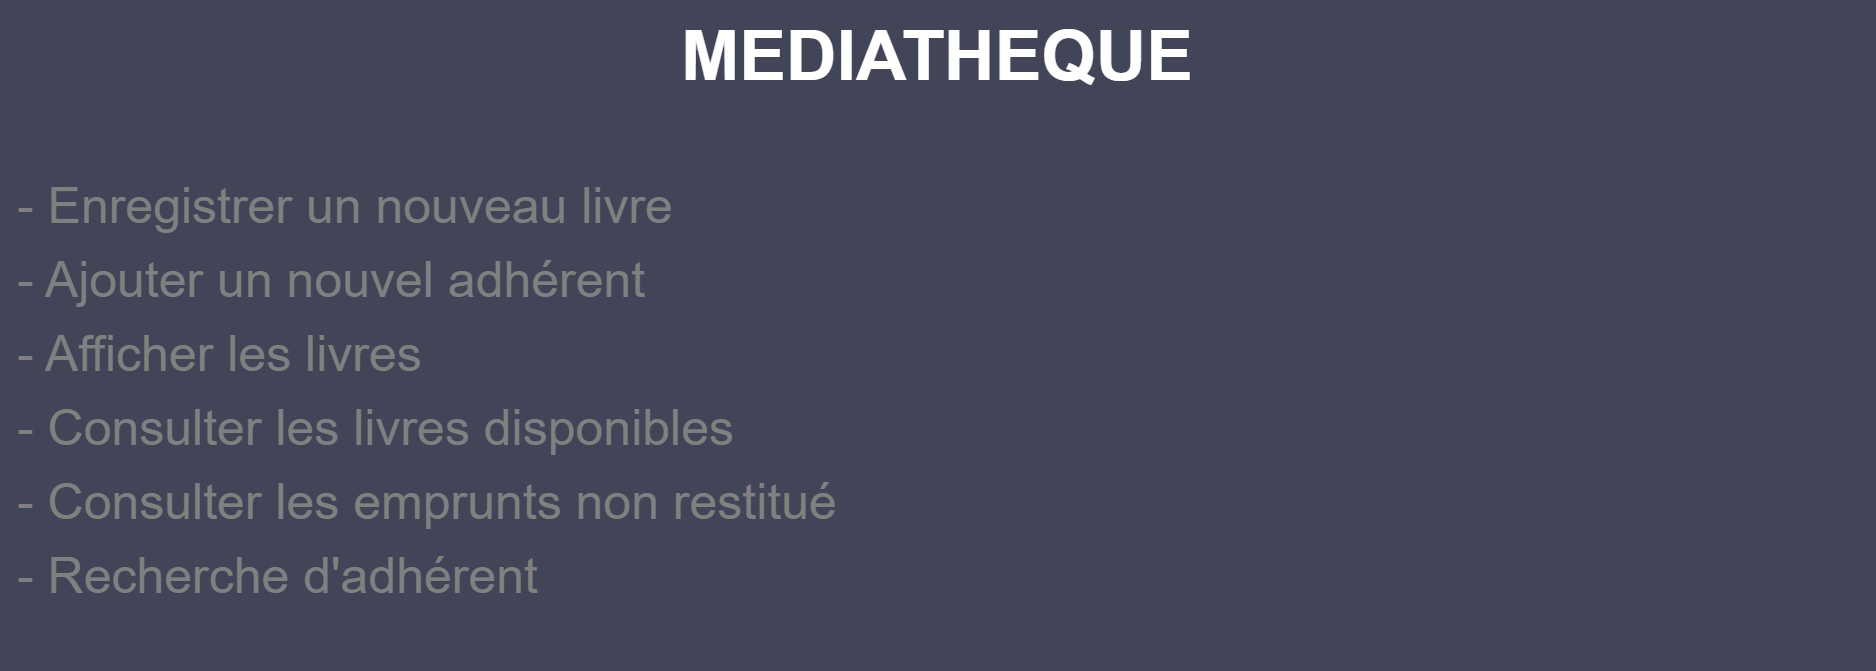 MEDIATHEQUE
- Enregistrer un nouveau livre
- Ajouter un nouvel adhérent
- Afficher les livres
- Consulter les livres disponibles
- Consulter les emprunts non restitué
- Recherche d'adhérent